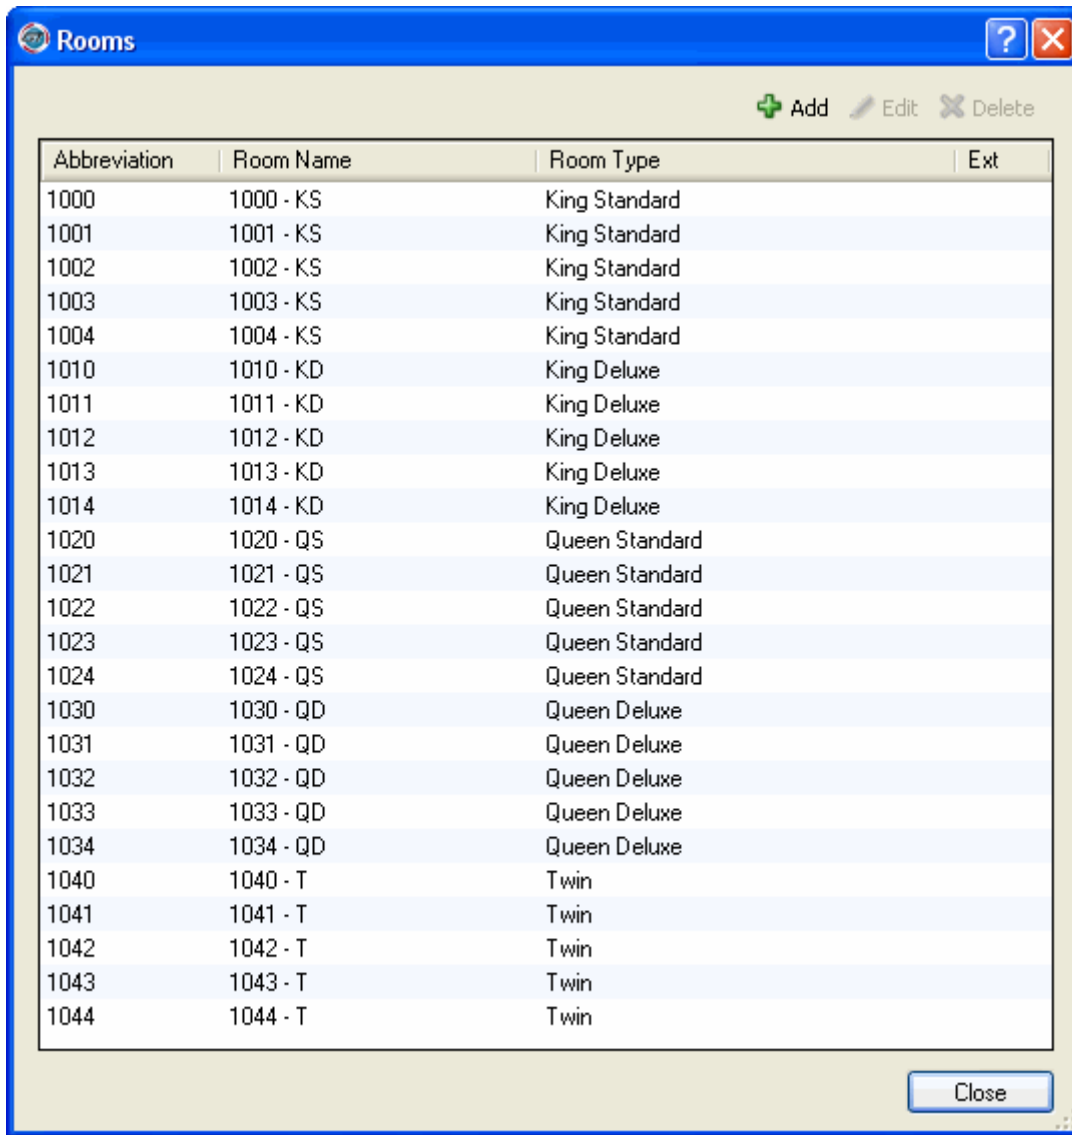 Rooms
Add Edit Delete
Abbreviation Room Name Room Type Ext
1000 1000 - KS King Standard
1001 1001 - KS King Standard
1002 1002 - KS King Standard
1003 1003 - KS King Standard
1004 1004 - KS King Standard
1010 1010 - KD King Deluxe
1011 1011 - KD King Deluxe
1012 1012 - KD King Deluxe
1013 1013 - KD King Deluxe
1014 1014 - KD King Deluxe
1020 1020 - QS Queen Standard
1021 1021 - QS Queen Standard
1022 1022 - QS Queen Standard
1023 1023 - QS Queen Standard
1024 1024 - QS Queen Standard
1030 1030 - QD Queen Deluxe
1031 1031 - QD Queen Deluxe
1032 1032 - QD Queen Deluxe
1033 1033 - QD Queen Deluxe
1034 1034 - QD Queen Deluxe
1040 1040 - T Twin
1041 1041 - T Twin
1042 1042 - T Twin
1043 1043 - T Twin
1044 1044 - T Twin
Close